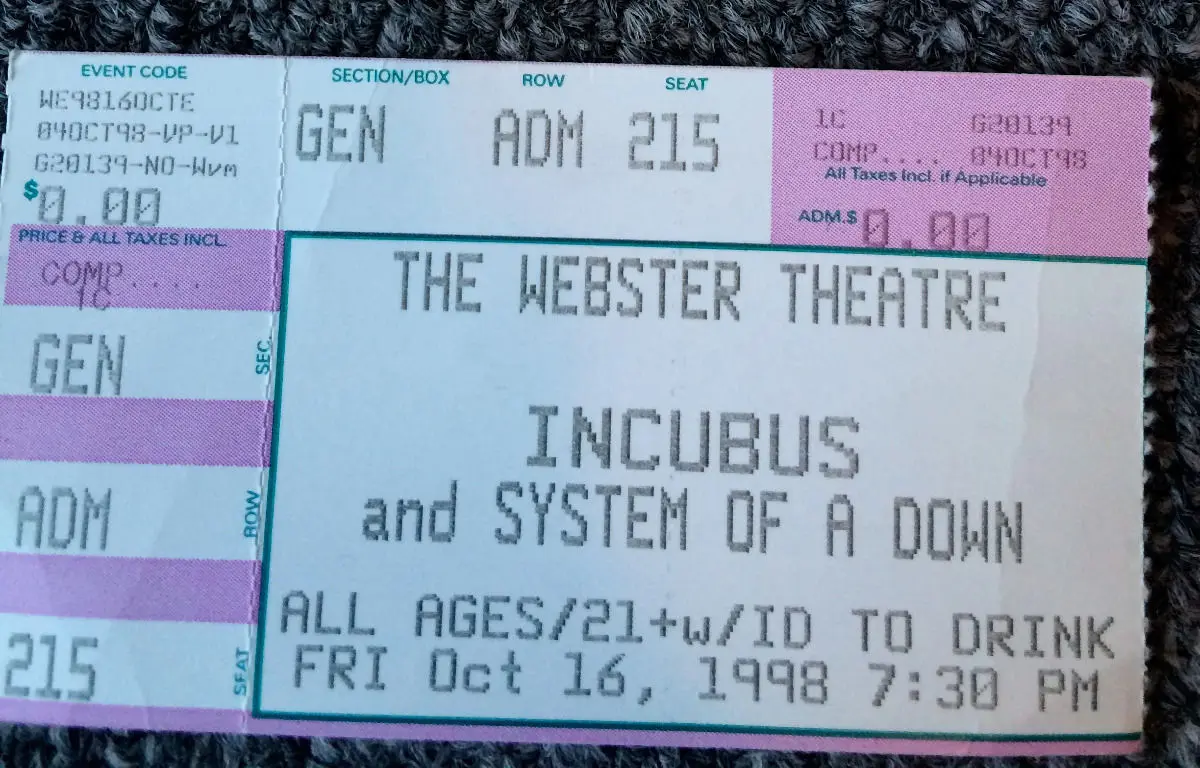 EVENT CODE
WE98160CTE
04OCT98-VP-V1
G20139-NO-Wvm
$0.00
PRICE & ALL TAXES INCL.
COMP....
1C
GEN
SEC.
ADM
ROW
215
SEAT
SECTION/BOX ROW SEAT
GEN ADM 215
1C G20139
COMP.... 04OCT98
All Taxes Incl. if Applicable
ADM.$ 0.00
THE WEBSTER THEATRE
INCUBUS
and SYSTEM OF A DOWN
ALL AGES/21+w/ID TO DRINK
FRI Oct 16, 1998 7:30 PM